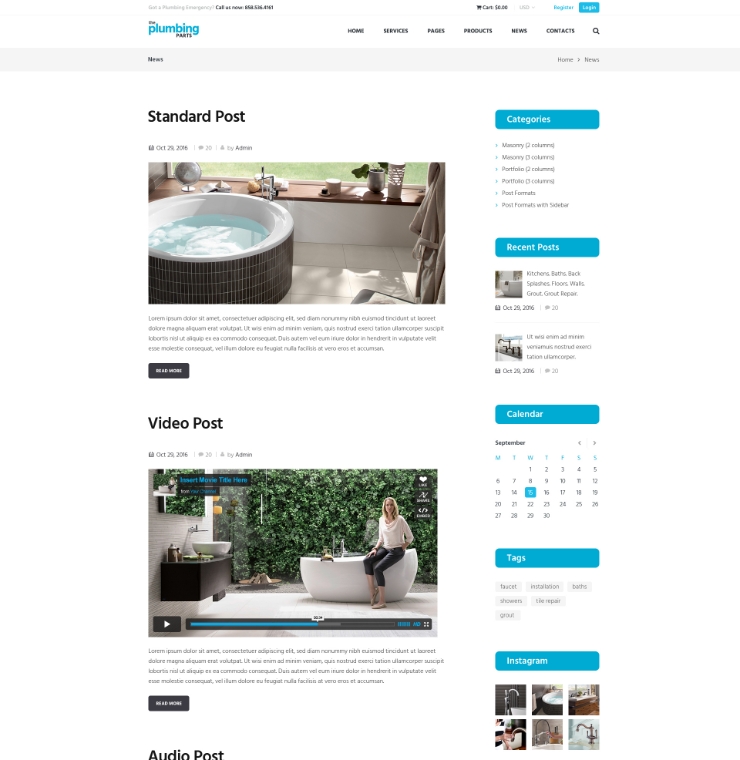 Got a Plumbing Emergency? Call us now: 858.536.4161
Cart: $0.00 USD Register Login
the
plumbing
PARTS
HOME SERVICES PAGES PRODUCTS NEWS NEWS CONTACTS
News
Home > News
Standard Post
Oct 29, 2016 20 by Admin
Lorem ipsum dolor sit amet, consectetuer adipiscing elit, sed diam nonummy nibh euismod tincidunt ut laoreet
dolore magna aliquam erat volutpat. Ut wisi enim ad minim veniam, quis nostrud exerci tation ullamcorper suscipit
lobortis nisl ut aliquip ex ea commodo consequat. Duis autem vel eum iriure dolor in hendrerit in vulputate velit
esse molestie consequat, vel illum dolore eu feugiat nulla facilisis at vero eros et accumsan.
READ MORE
Video Post
Oct 29, 2016 20 by Admin
Insert Movie Title Here
from
LIKE
SHARE
EMBED
Lorem ipsum dolor sit amet, consectetuer adipiscing elit, sed diam nonummy nibh euismod tincidunt ut laoreet
dolore magna aliquam erat volutpat. Ut wisi enim ad minim veniam, quis nostrud exerci tation ullamcorper suscipit
lobortis nisl ut aliquip ex ea commodo consequat. Duis autem vel eum iriure dolor in hendrerit in vulputate velit
esse molestie consequat, vel illum dolore eu feugiat nulla facilisis at vero eros et accumsan.
READ MORE
Audio Post
Categories
Masonry (2 columns)
Masonry (3 columns)
Portfolio (2 columns)
Portfolio (3 columns)
Post Formats
Post Formats with Sidebar
Recent Posts
Kitchens, Baths, Back
Splashes, Floors, Walls,
Grout, Grout Repair.
Oct 29, 2016 20
Ut wisi enim ad minim
veniamuis nostrud exerci
tation ullamcorper.
Oct 29, 2016 20
Calendar
September < >
M T W T F S S
1 2 3 4 5
6 7 8 9 10 11 12
13 14 15 16 17 18 19
20 21 22 23 24 25 26
27 28 29 30
Tags
faucet installation baths
showers tile repair
grout
Instagram